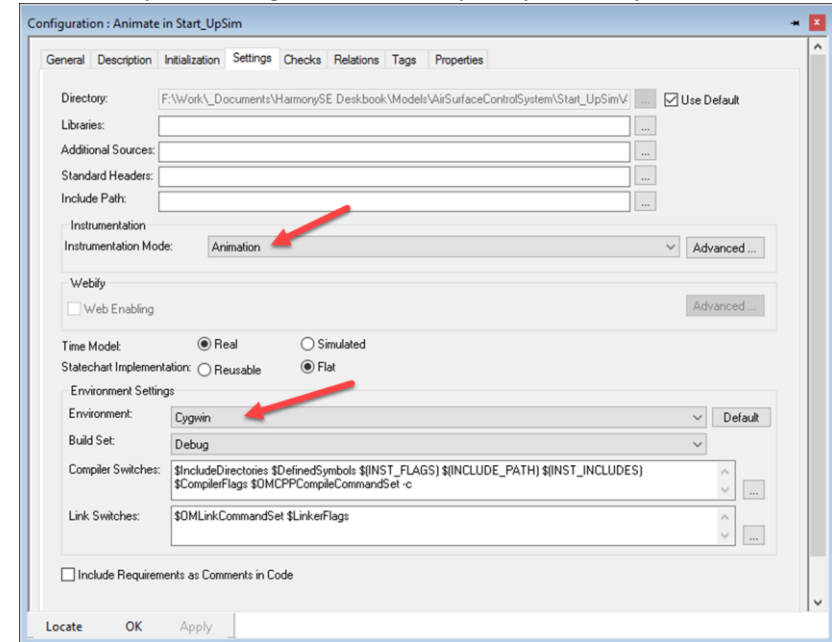 Configuration : Animate in Start_UpSim
General Description Initialization Settings Checks Relations Tags Properties
Directory: F:\Work\_Documents\HarmonySE Deskbook\Models\AirSurfaceControlSystem\Start_UpSim\ ... Use Default
Libraries: ...
Additional Sources: ...
Standard Headers: ...
Include Path: ...
Instrumentation
Instrumentation Mode: Animation Advanced ...
Webify
Web Enabling Advanced ...
Time Model: Real Simulated
Statechart Implementation: Reusable Flat
Environment Settings
Environment: Cygwin Default
Build Set: Debug
Compiler Switches: $IncludeDirectories $DefinedSymbols $(INST_FLAGS) $(INCLUDE_PATH) $(INST_INCLUDES)
$CompilerFlags $OMCPPCompileCommandSet -c
...
Link Switches: $OMLinkCommandSet $LinkerFlags
...
Include Requirements as Comments in Code
Locate OK Apply